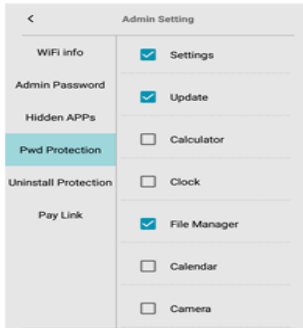 Admin Setting
WiFi info
Admin Password
Hidden APPs
Pwd Protection
Uninstall Protection
Pay Link
Settings
Update
Calculator
Clock
File Manager
Calendar
Camera